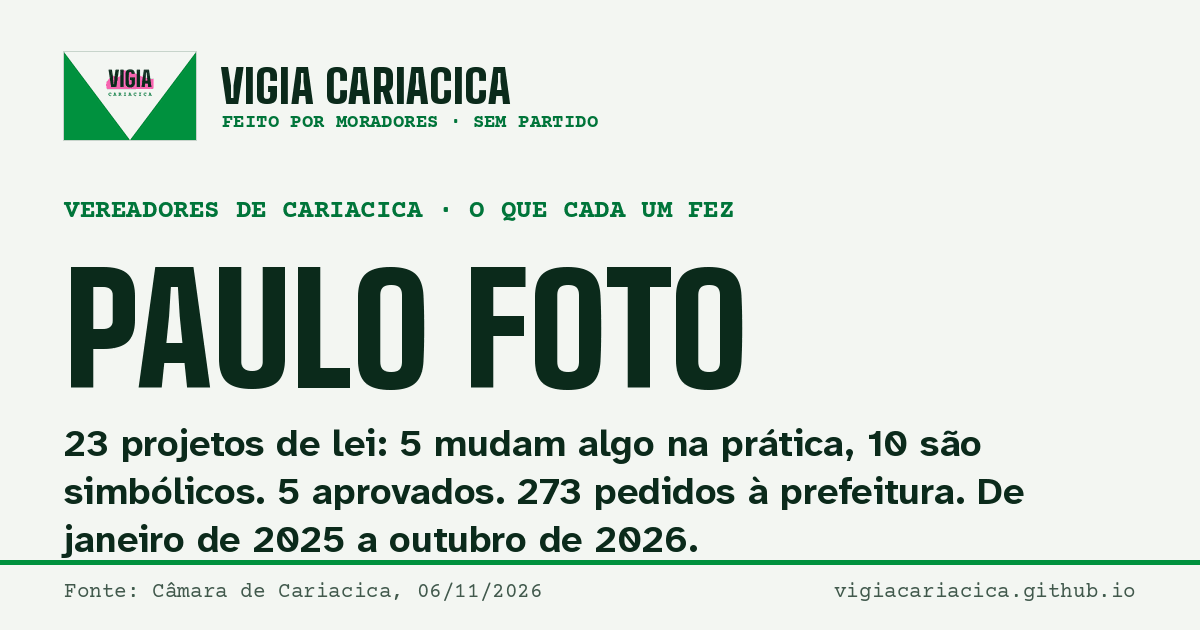 VIGIA
CARIACICA
VIGIA CARIACICA
FEITO POR MORADORES · SEM PARTIDO
VEREADORES DE CARIACICA · O QUE CADA UM FEZ
PAULO FOTO
23 projetos de lei: 5 mudam algo na prática, 10 são
simbólicos. 5 aprovados. 273 pedidos à prefeitura. De
janeiro de 2025 a outubro de 2026.
Fonte: Câmara de Cariacica, 06/11/2026
vigiacariacica.github.io